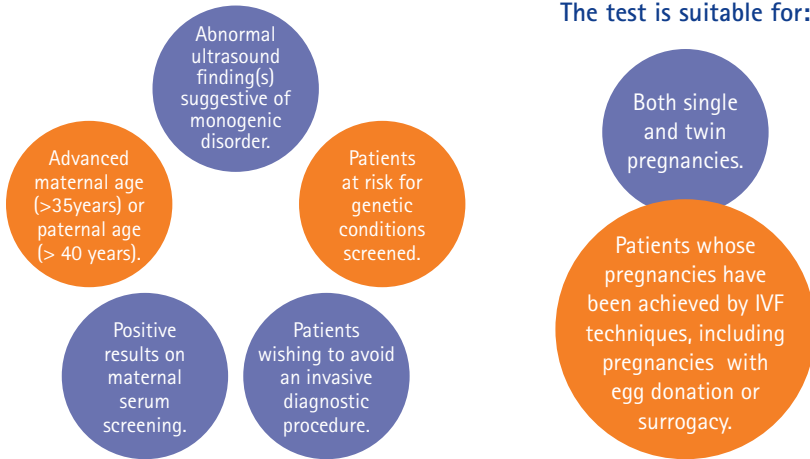 Abnormal
ultrasound
finding(s)
suggestive of
monogenic
disorder.
Advanced
maternal age
(>35years) or
paternal age
(> 40 years).
Patients
at risk for
genetic
conditions
screened.
Positive
results on
maternal
serum
screening.
Patients
wishing to avoid
an invasive
diagnostic
procedure.
The test is suitable for:
Both single
and twin
pregnancies.
Patients whose
pregnancies have
been achieved by IVF
techniques, including
pregnancies with
egg donation or
surrogacy.